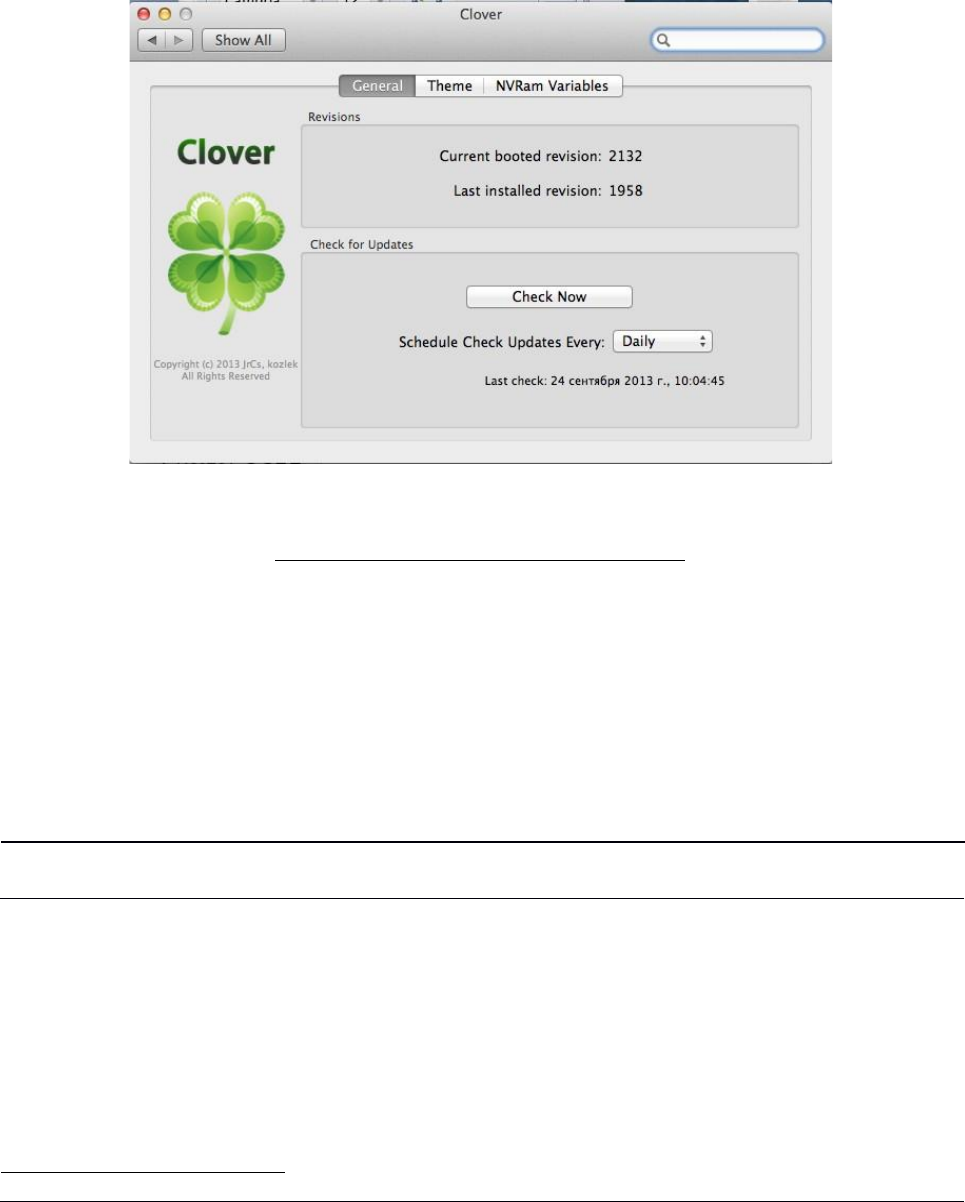 Clover
Show All
General Theme NVRam Variables
Revisions
Clover
Current booted revision: 2132
Last installed revision: 1958
Check for Updates
Check Now
Schedule Check Updates Every: Daily
Copyright (c) 2013 JrCs, kozlek
All Rights Reserved
Last check: 24 сентября 2013 г., 10:04:45